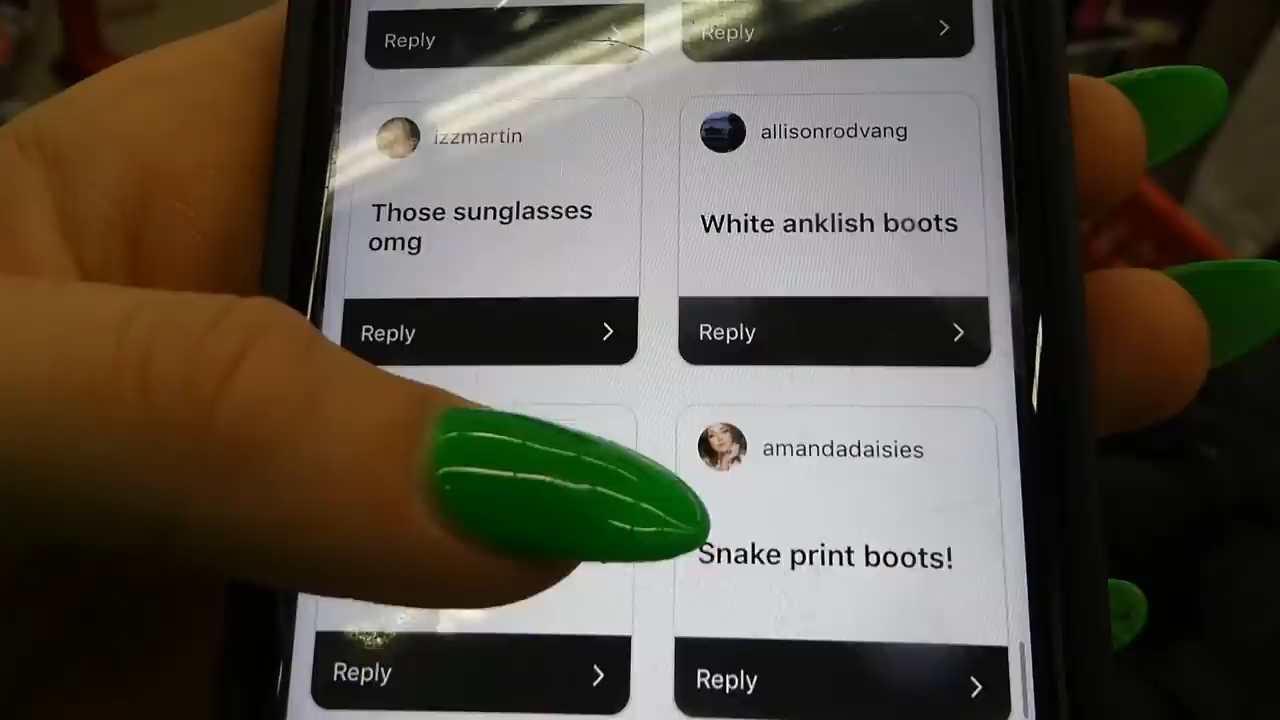 Reply
Reply
izzmartin
Those sunglasses
omg
Reply
allisonrodvang
White anklish boots
Reply
Reply
amandadaisies
Snake print boots!
Reply